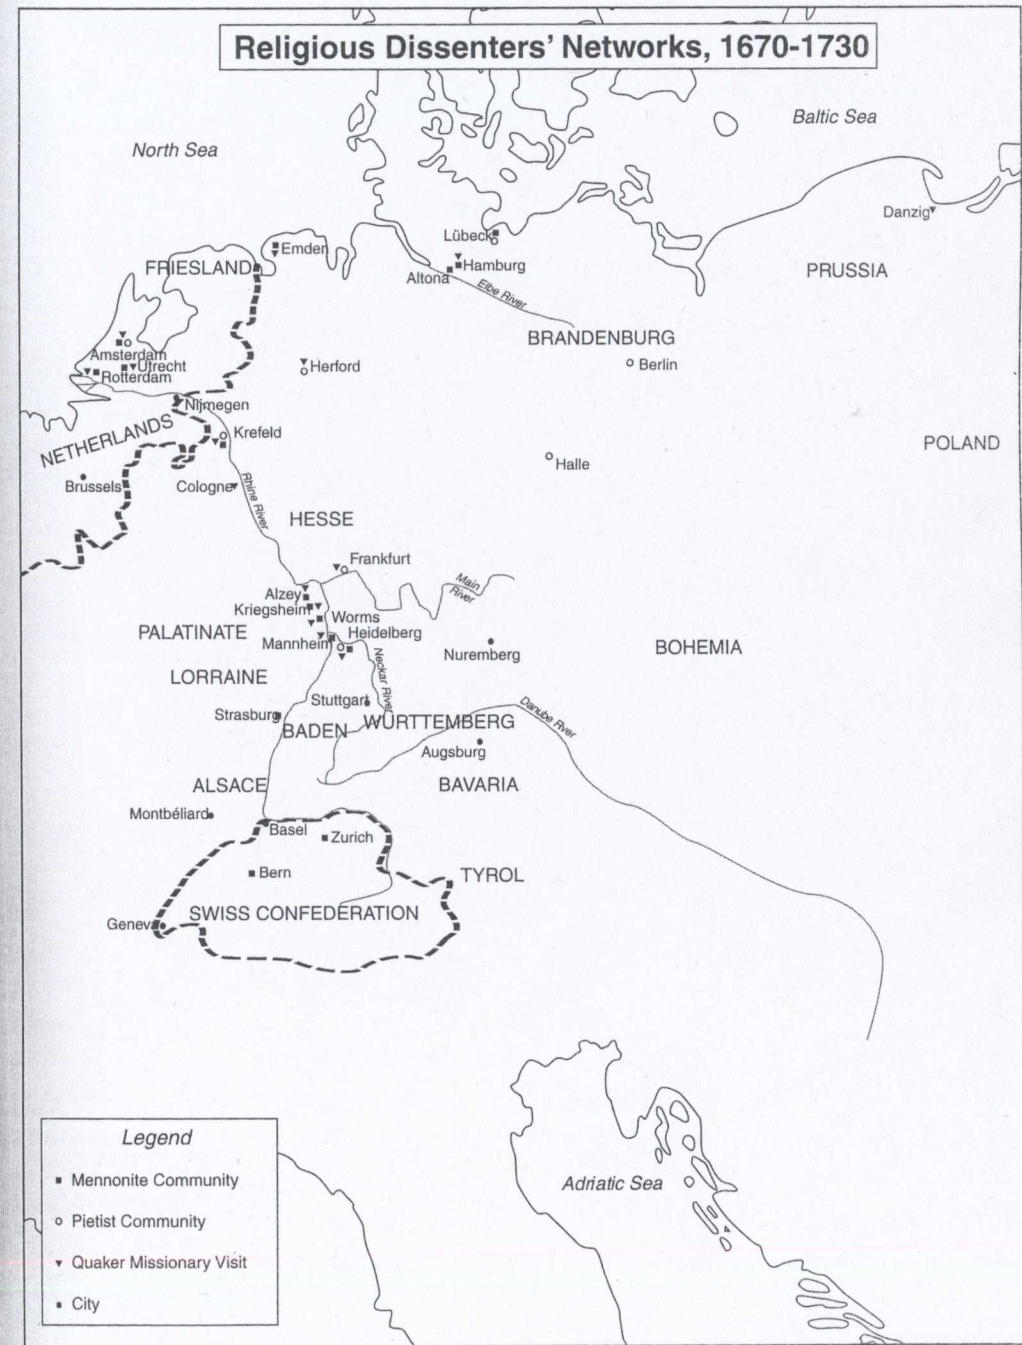 Religious Dissenters' Networks, 1670-1730
Baltic Sea
North Sea
Danzig
Lübeck
Emden
Hamburg
FRIESLAND
Altona
PRUSSIA
Elbe River
BRANDENBURG
Amsterdam
Utrecht
Herford
Berlin
Rotterdam
Nijmegen
NETHERLANDS
Krefeld
POLAND
Halle
Brussels
Cologne
Rhine River
HESSE
Frankfurt
Main
River
Alzey
Kriegsheim
Worms
PALATINATE
Heidelberg
Mannheim
BOHEMIA
Nuremberg
LORRAINE
Neckar River
Stuttgart
Strasburg
Danube River
WÜRTTEMBERG
BADEN
Augsburg
ALSACE
BAVARIA
Montbéliard
Basel
Zurich
Bern
TYROL
SWISS CONFEDERATION
Geneva
Legend
Mennonite Community
Pietist Community
Quaker Missionary Visit
City
Adriatic Sea